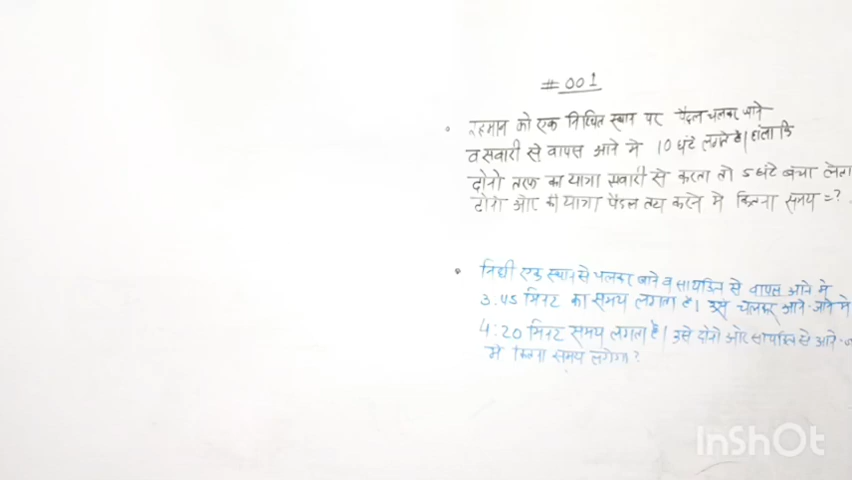 # 001
• रहमान को एक निश्चित स्थान पर पैदल चलकर जाने
व सवारी से वापस आने मे 10 घंटे लगते है। होता कि
दोनो तरफ का यात्रा सवारी से करता तो 5 घंटे बचा लेता
दोनो ओर की यात्रा पैदल तय करने मे कितना समय = ?
• एक स्थान से चलकर जाने व सायकिल से वापस आने मे
3.45 मिनट का समय लगता है। उसे चलकर आने-जाने मे
4:20 मिनट समय लगता है। उसे दोनो ओर सायकिल से आने-
मे कितना समय लगेगा?
InShOt